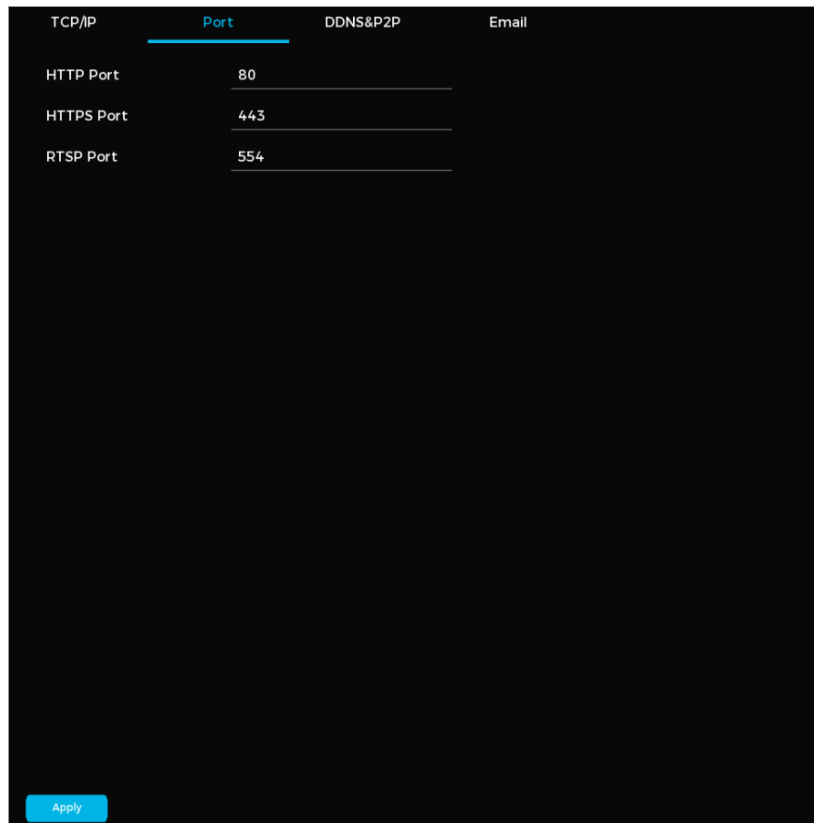 TCP/IP Port DDNS&P2P Email
HTTP Port 80
HTTPS Port 443
RTSP Port 554
Apply